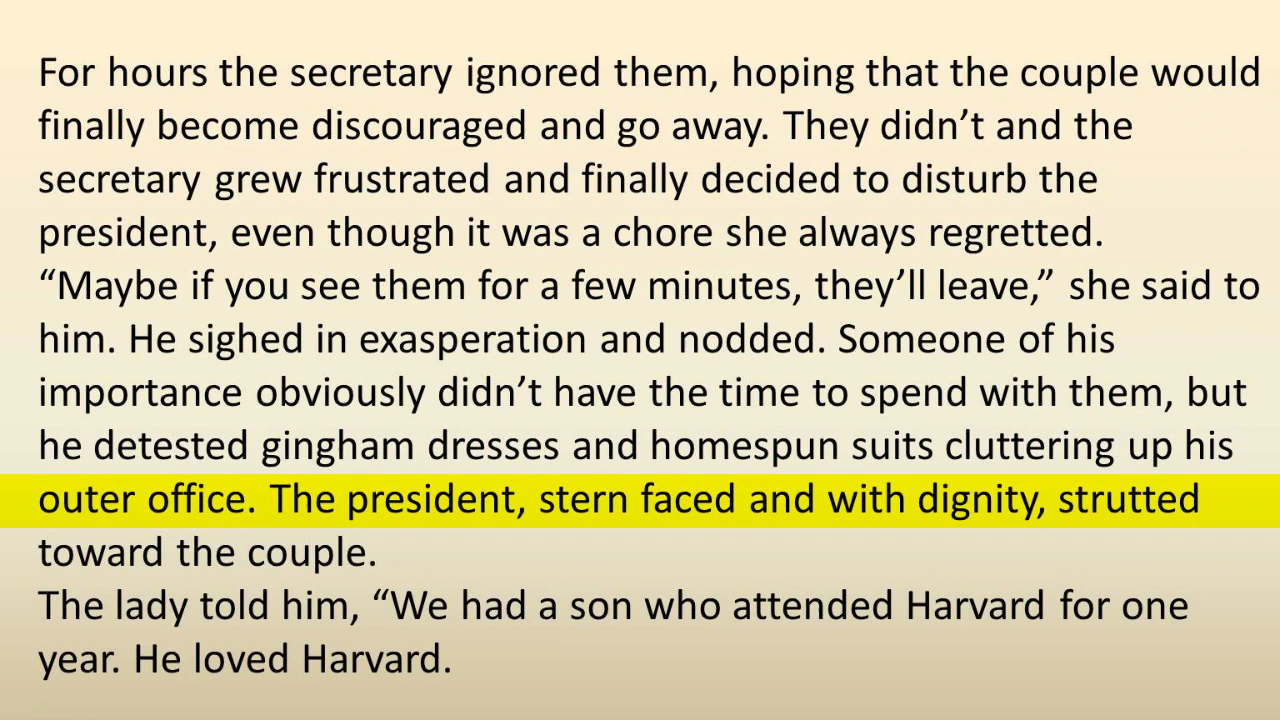 For hours the secretary ignored them, hoping that the couple would
finally become discouraged and go away. They didn’t and the
secretary grew frustrated and finally decided to disturb the
president, even though it was a chore she always regretted.
“Maybe if you see them for a few minutes, they’ll leave,” she said to
him. He sighed in exasperation and nodded. Someone of his
importance obviously didn’t have the time to spend with them, but
he detested gingham dresses and homespun suits cluttering up his
outer office. The president, stern faced and with dignity, strutted
toward the couple.
The lady told him, “We had a son who attended Harvard for one
year. He loved Harvard.